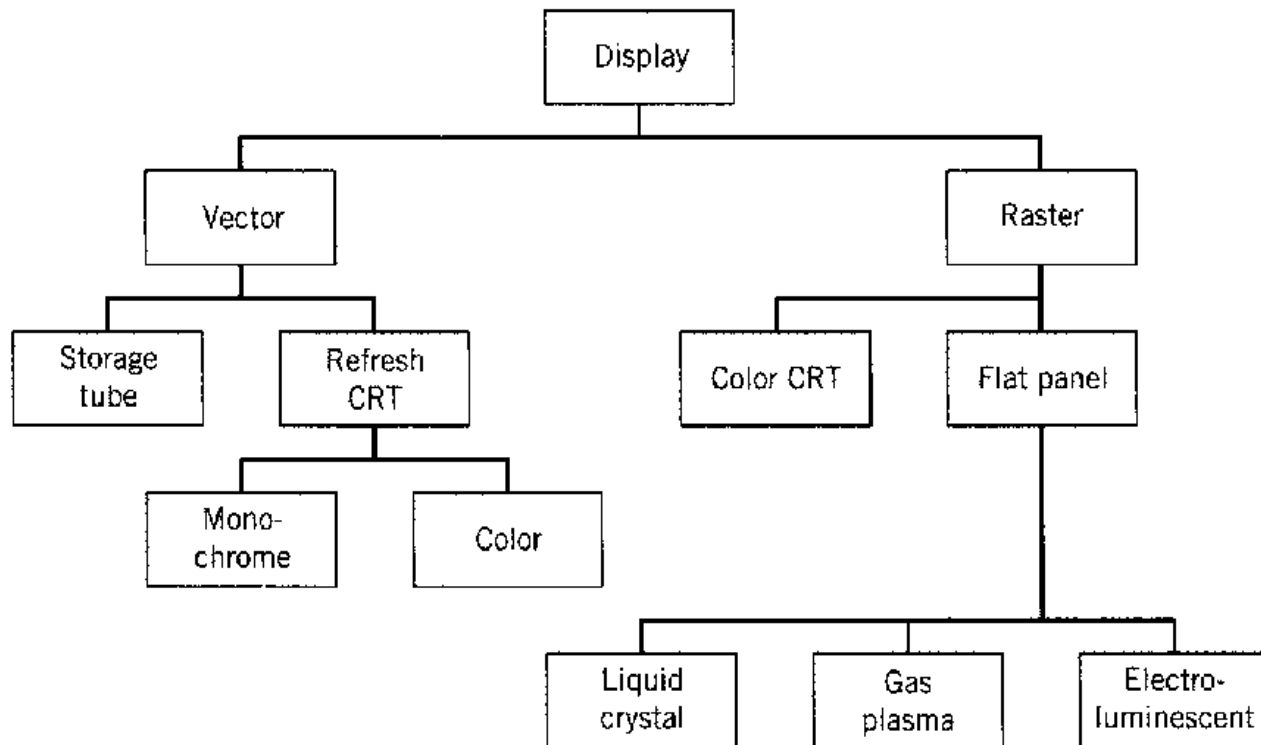 Display
Vector
Raster
Storage
tube
Refresh
CRT
Color CRT
Flat panel
Mono-
chrome
Color
Liquid
crystal
Gas
plasma
Electro-
luminescent